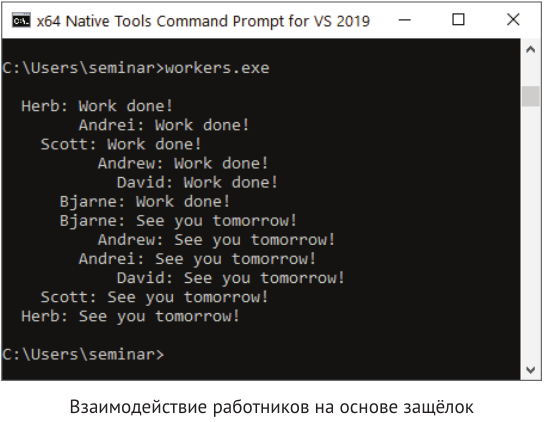 x64 Native Tools Command Prompt for VS 2019
C:\Users\seminar>workers.exe
Herb: Work done!
Andrei: Work done!
Scott: Work done!
Andrew: Work done!
David: Work done!
Bjarne: Work done!
Bjarne: See you tomorrow!
Andrew: See you tomorrow!
Andrei: See you tomorrow!
David: See you tomorrow!
Scott: See you tomorrow!
Herb: See you tomorrow!
C:\Users\seminar>
Взаимодействие работников на основе защёлок